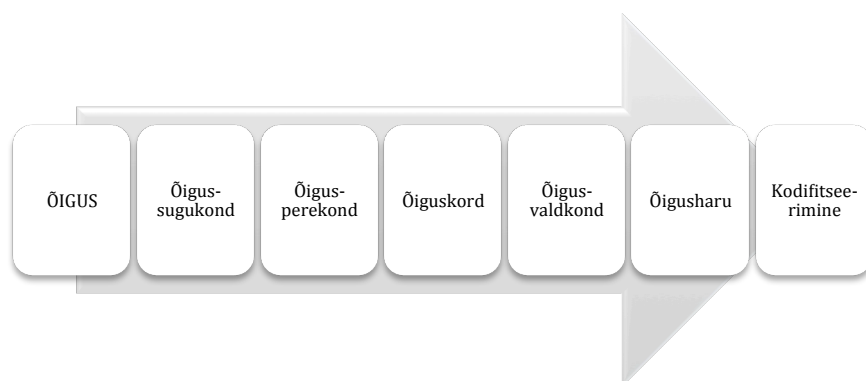 ÕIGUS
Õigus-
sugukond
Õigus-
perekond
Õiguskord
Õigus-
valdkond
Õigusharu
Kodifitsee-
rimine